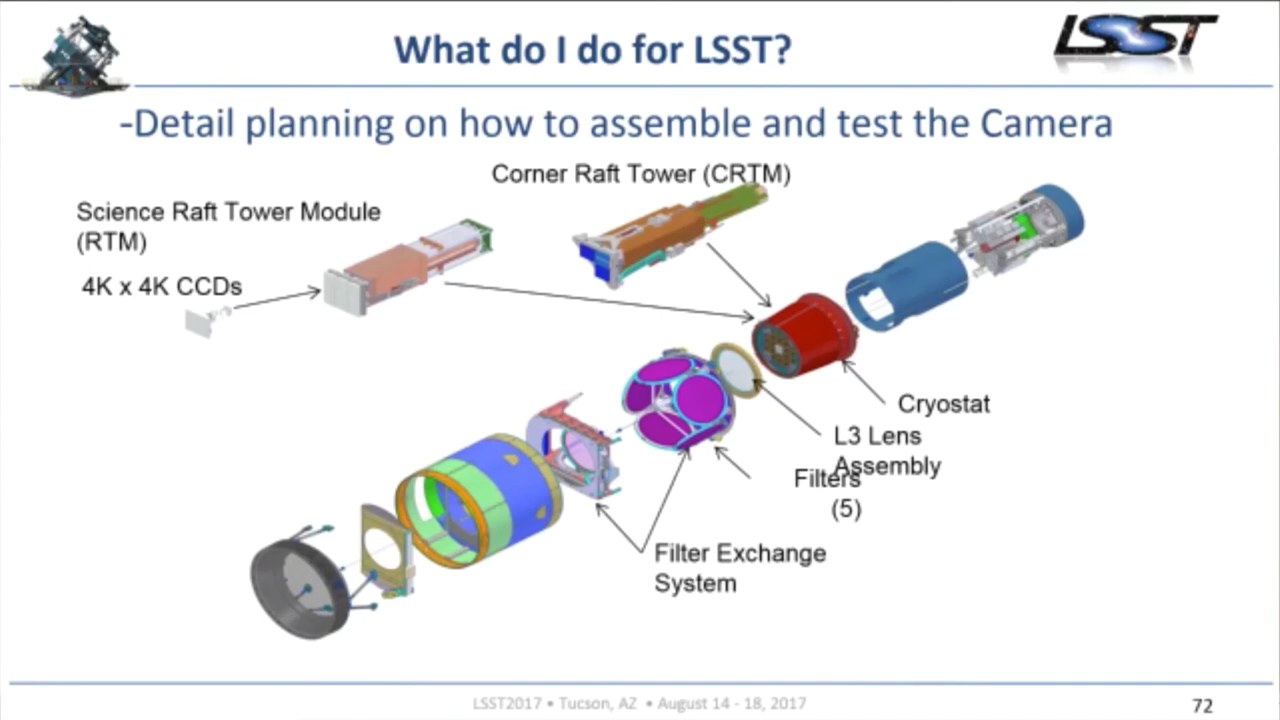 What do I do for LSST?
LSST
-Detail planning on how to assemble and test the Camera
Corner Raft Tower (CRTM)
Science Raft Tower Module
(RTM)
4K x 4K CCDs
Cryostat
L3 Lens
Assembly
Filters
(5)
Filter Exchange
System
LSST2017 • Tucson, AZ • August 14 - 18, 2017
72